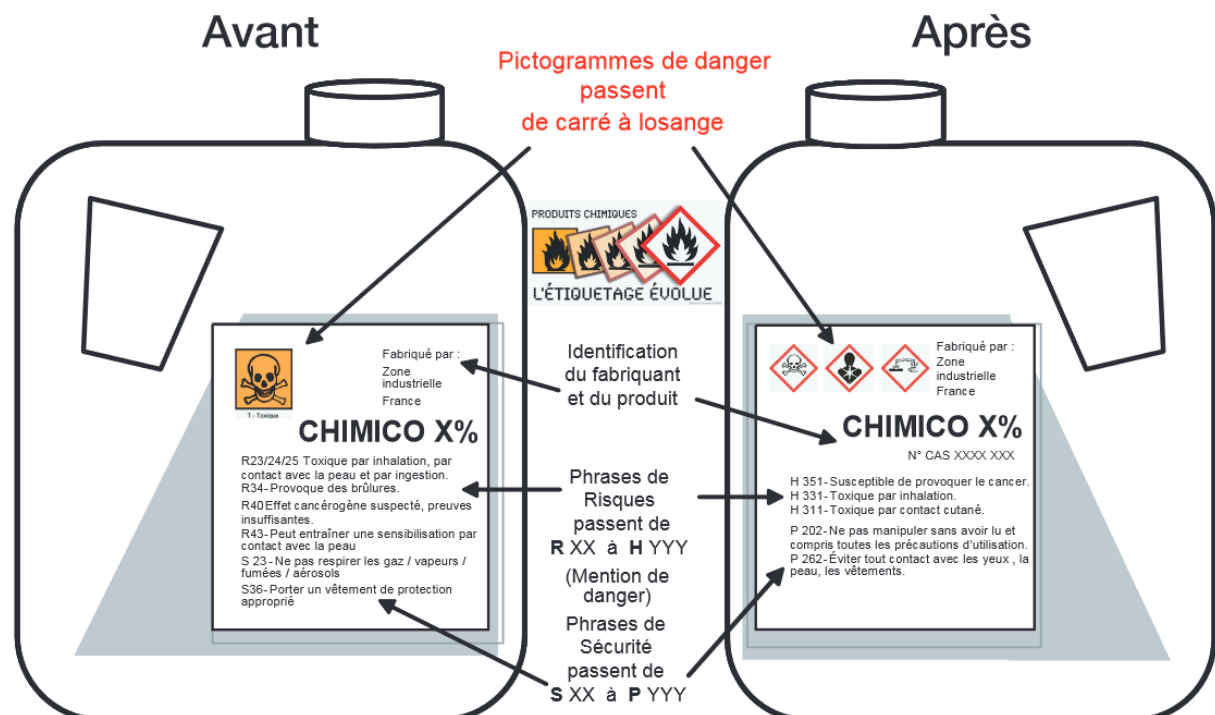 Avant
Après
Pictogrammes de danger
passent
de carré à losange
PRODUITS CHIMIQUES
L'ÉTIQUETAGE ÉVOLUE
T - Toxique
Fabriqué par :
Zone
industrielle
France
CHIMICO X%
R23/24/25 Toxique par inhalation, par
contact avec la peau et par ingestion.
R34- Provoque des brûlures.
R40 Effet cancérogène suspecté, preuves
insuffisantes.
R43- Peut entraîner une sensibilisation par
contact avec la peau
S 23 - Ne pas respirer les gaz / vapeurs /
fumées / aérosols
S36- Porter un vêtement de protection
approprié
Identification
du fabriquant
et du produit
Phrases de
Risques
passent de
R XX à H YYY
(Mention de
danger)
Phrases de
Sécurité
passent de
S XX à P YYY
Fabriqué par :
Zone
industrielle
France
CHIMICO X%
N° CAS XXXX XXX
H 351- Susceptible de provoquer le cancer.
H 331- Toxique par inhalation.
H 311- Toxique par contact cutané.
P 202- Ne pas manipuler sans avoir lu et
compris toutes les précautions d'utilisation.
P 262- Éviter tout contact avec les yeux , la
peau, les vêtements.